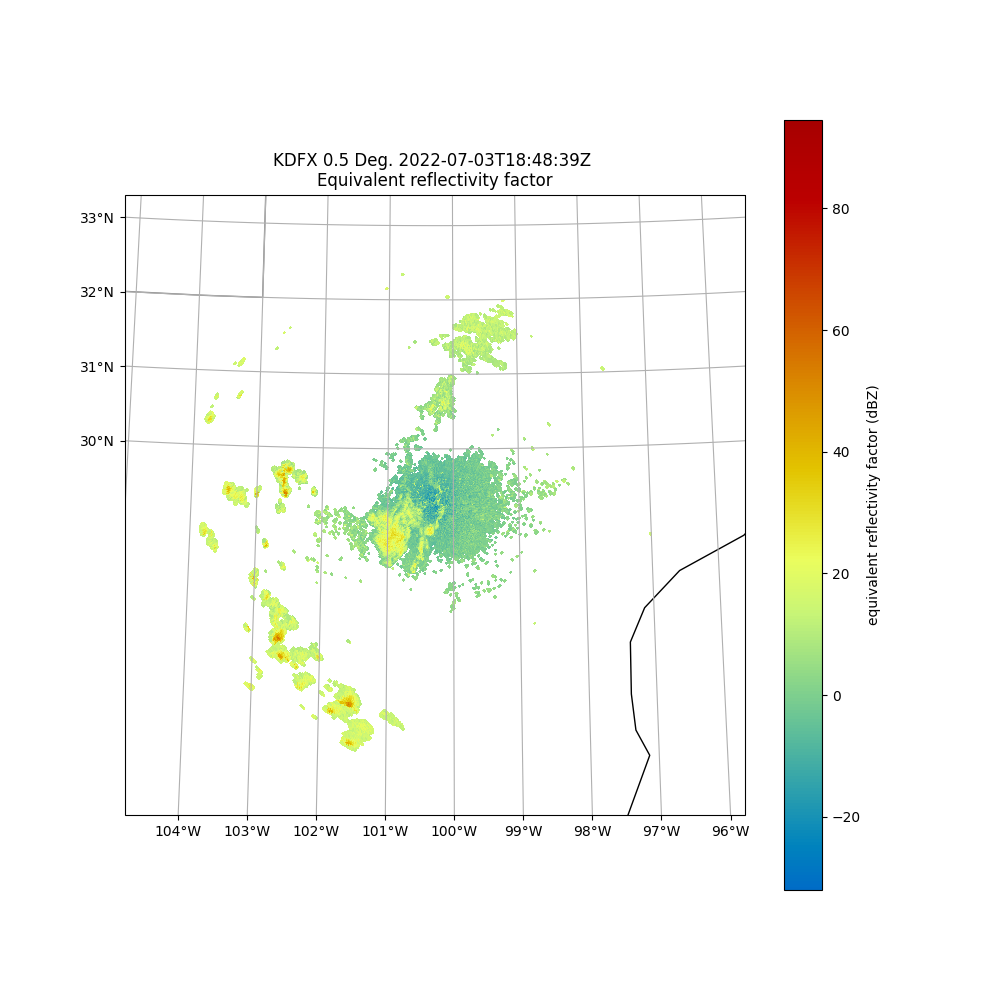 KDFX 0.5 Deg. 2022-07-03T18:48:39Z
Equivalent reflectivity factor
33°N
32°N
31°N
30°N
104°W 103°W 102°W 101°W 100°W 99°W 98°W 97°W 96°W
80
60
40
20
0
−20
equivalent reflectivity factor (dBZ)